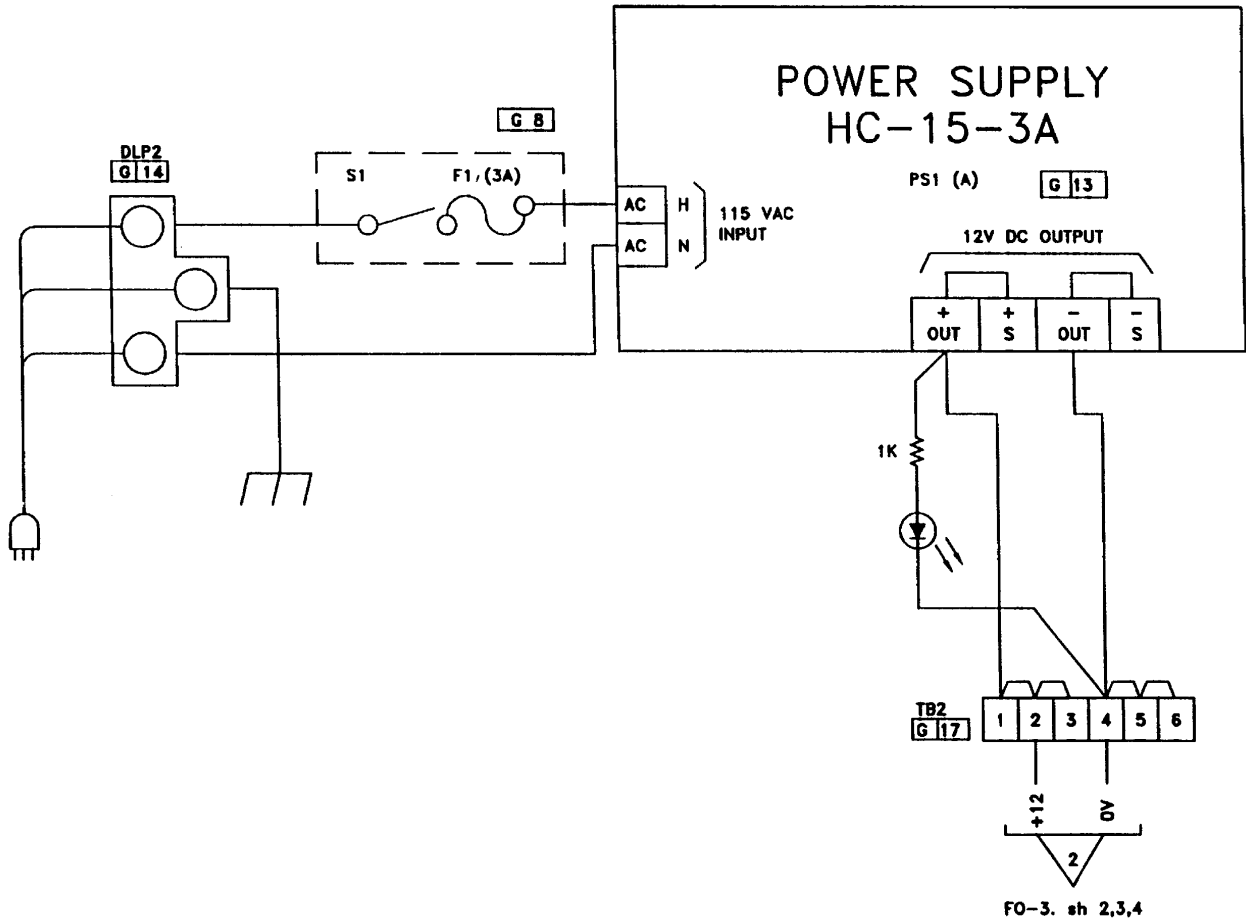 POWER SUPPLY
HC-15-3A
PS1 (A)
G 13
G 8
DLP2
G 14
S1
F1, (3A)
AC H
AC N
115 VAC
INPUT
12V DC OUTPUT
+ OUT
+ S
- OUT
- S
1K
TB2
G 17
1 2 3 4 5 6
+12
0V
2
FO-3. sh 2,3,4